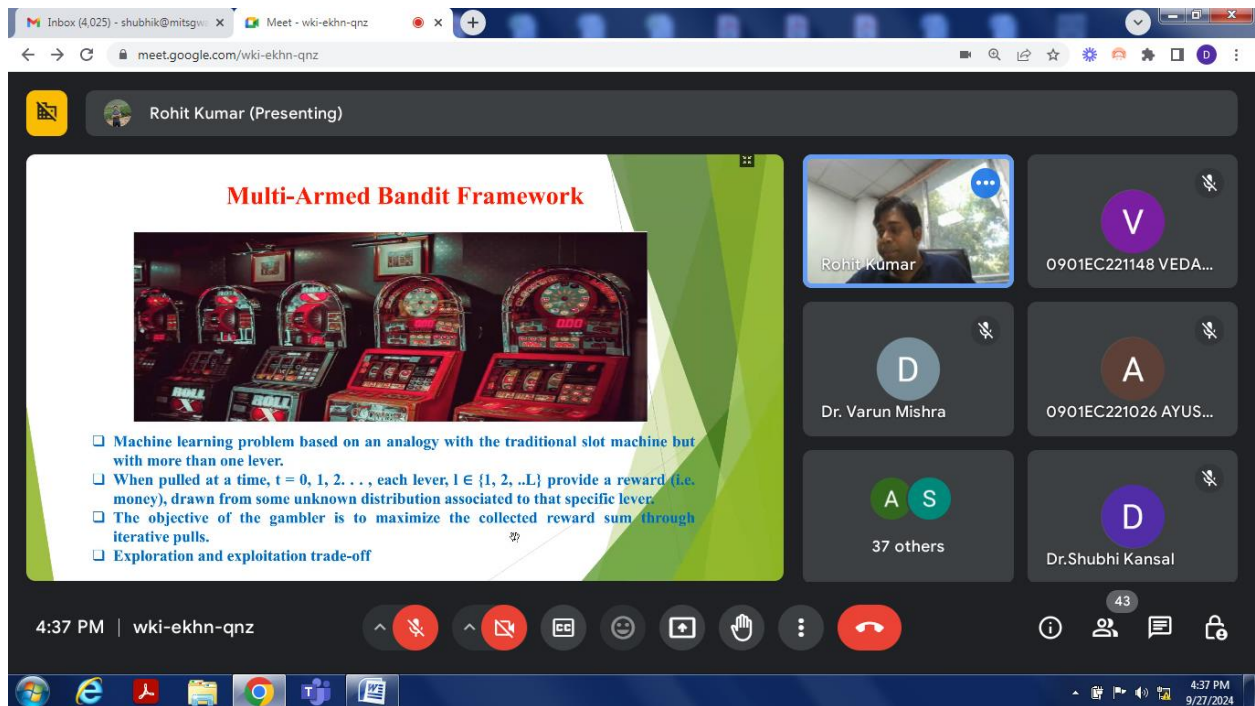 Inbox (4,025) - shubhik@mitsgw
Meet - wki-ekhn-qnz
meet.google.com/wki-ekhn-qnz
D
Rohit Kumar (Presenting)
Multi-Armed Bandit Framework
ROLL
X
ROLL
X
❑ Machine learning problem based on an analogy with the traditional slot machine but
with more than one lever.
❑ When pulled at a time, t = 0, 1, 2. . . , each lever, l ∈ {1, 2, ..L} provide a reward (i.e.
money), drawn from some unknown distribution associated to that specific lever.
❑ The objective of the gambler is to maximize the collected reward sum through
iterative pulls.
❑ Exploration and exploitation trade-off
Rohit Kumar
V
0901EC221148 VEDA...
D
Dr. Varun Mishra
A
0901EC221026 AYUS...
A S
37 others
D
Dr.Shubhi Kansal
4:37 PM | wki-ekhn-qnz
CC
43
4:37 PM
9/27/2024